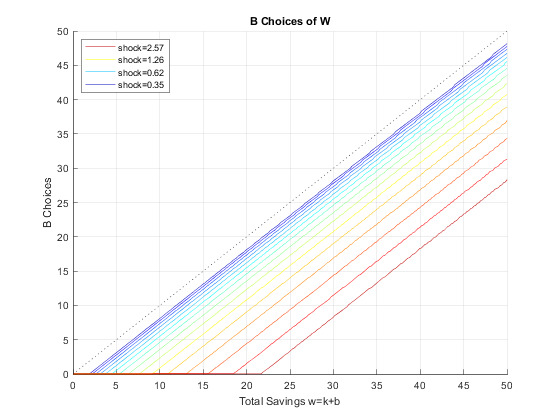 B Choices of W
50
45
40
35
30
25
20
15
10
5
0
B Choices
shock=2.57
shock=1.26
shock=0.62
shock=0.35
0 5 10 15 20 25 30 35 40 45 50
Total Savings w=k+b